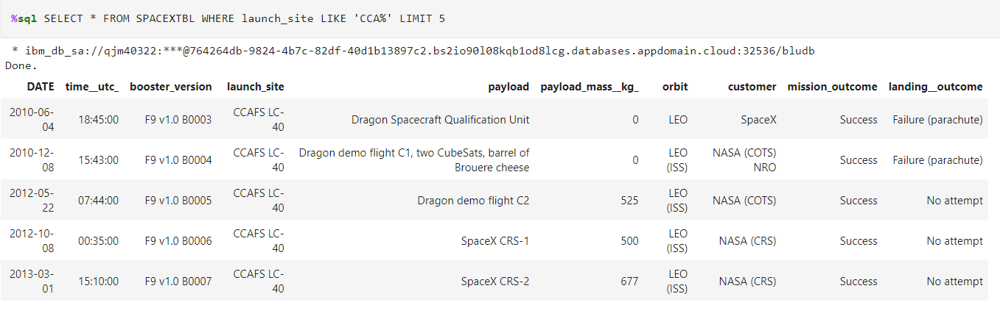 %sql SELECT * FROM SPACEXTBL WHERE launch_site LIKE 'CCA%' LIMIT 5
* ibm_db_sa://qjm40322:***@764264db-9824-4b7c-82df-40d1b13897c2.bs2io90l08kqb1od8lcg.databases.appdomain.cloud:32536/bludb
Done.
DATE time__utc_ booster_version launch_site payload payload_mass__kg_ orbit customer mission_outcome landing__outcome
2010-06-04 18:45:00 F9 v1.0 B0003 CCAFS LC-40 Dragon Spacecraft Qualification Unit 0 LEO SpaceX Success Failure (parachute)
2010-12-08 15:43:00 F9 v1.0 B0004 CCAFS LC-40 Dragon demo flight C1, two CubeSats, barrel of Brouere cheese 0 LEO (ISS) NASA (COTS) NRO Success Failure (parachute)
2012-05-22 07:44:00 F9 v1.0 B0005 CCAFS LC-40 Dragon demo flight C2 525 LEO (ISS) NASA (COTS) Success No attempt
2012-10-08 00:35:00 F9 v1.0 B0006 CCAFS LC-40 SpaceX CRS-1 500 LEO (ISS) NASA (CRS) Success No attempt
2013-03-01 15:10:00 F9 v1.0 B0007 CCAFS LC-40 SpaceX CRS-2 677 LEO (ISS) NASA (CRS) Success No attempt